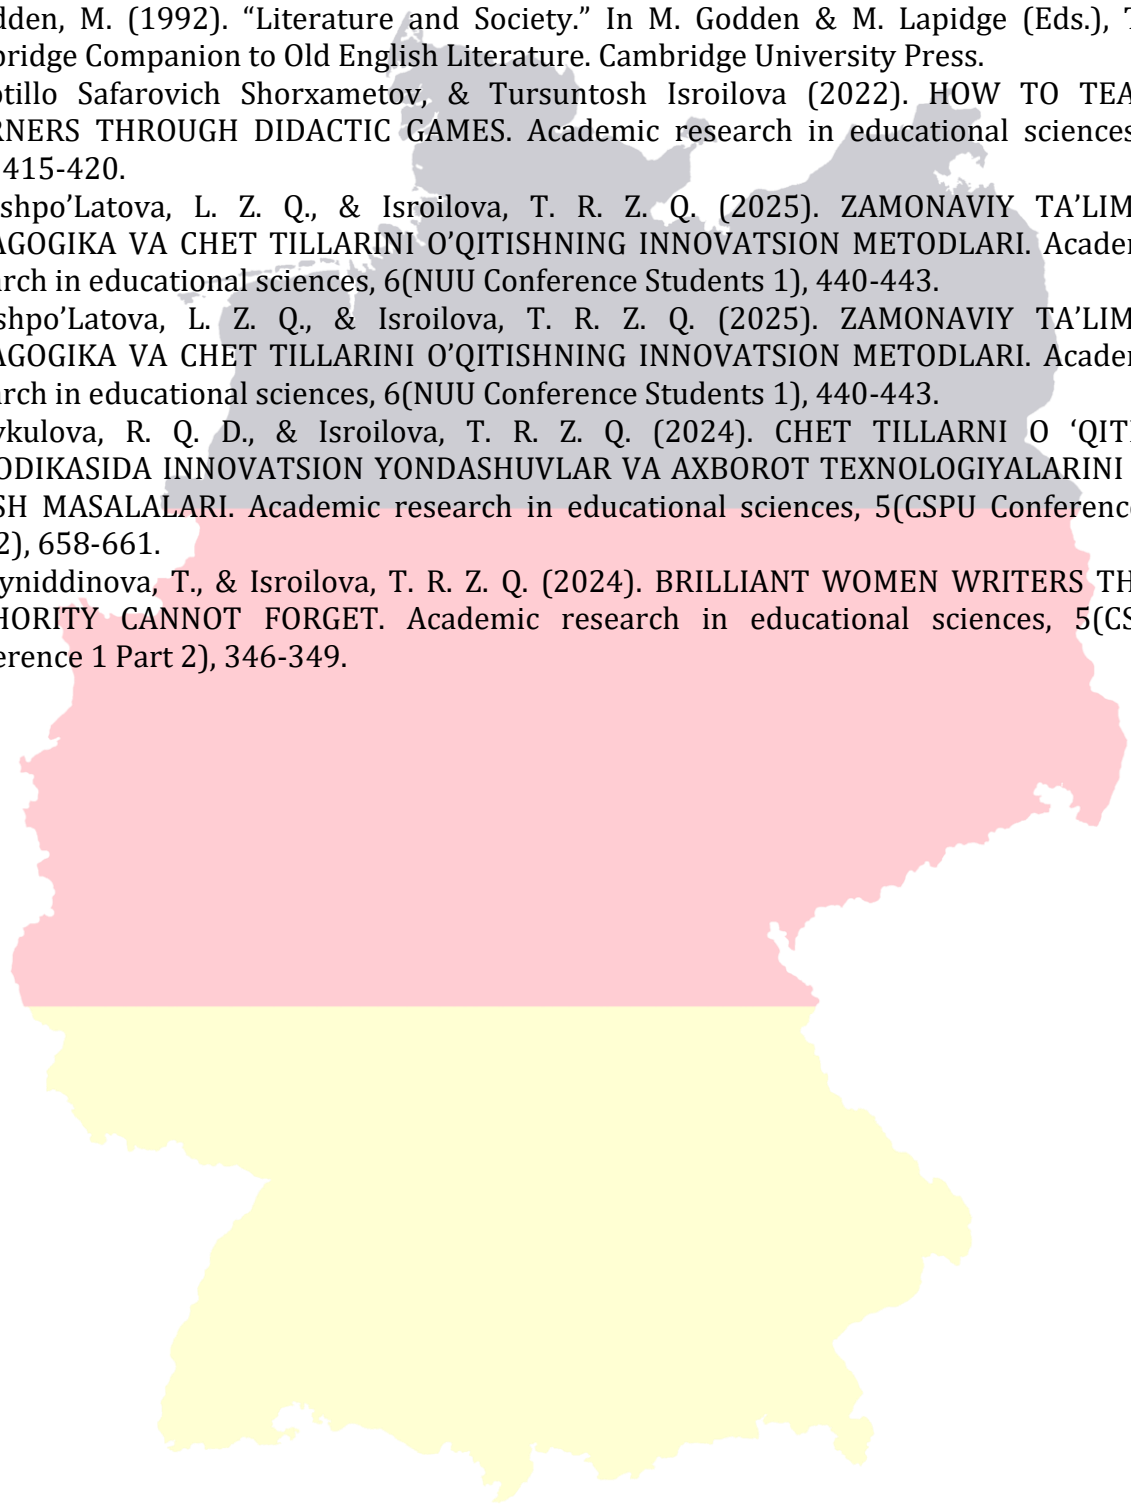 dden, M. (1992). “Literature and Society.” In M. Godden & M. Lapidge (Eds.), T
bridge Companion to Old English Literature. Cambridge University Press.
otillo Safarovich Shorxametov, & Tursuntosh Isroilova (2022). HOW TO TEA
RNERS THROUGH DIDACTIC GAMES. Academic research in educational sciences
415-420.
shpo’Latova, L. Z. Q., & Isroilova, T. R. Z. Q. (2025). ZAMONAVIY TA’LIM
AGOGIKA VA CHET TILLARINI O’QITISHNING INNOVATSION METODLARI. Academ
arch in educational sciences, 6(NUU Conference Students 1), 440-443.
shpo’Latova, L. Z. Q., & Isroilova, T. R. Z. Q. (2025). ZAMONAVIY TA’LIM
AGOGIKA VA CHET TILLARINI O’QITISHNING INNOVATSION METODLARI. Academ
arch in educational sciences, 6(NUU Conference Students 1), 440-443.
ykulova, R. Q. D., & Isroilova, T. R. Z. Q. (2024). CHET TILLARNI O ‘QITI
ODIKASIDA INNOVATSION YONDASHUVLAR VA AXBOROT TEXNOLOGIYALARINI
SH MASALALARI. Academic research in educational sciences, 5(CSPU Conference
2), 658-661.
yniddinova, T., & Isroilova, T. R. Z. Q. (2024). BRILLIANT WOMEN WRITERS TH
HORITY CANNOT FORGET. Academic research in educational sciences, 5(CS
erence 1 Part 2), 346-349.